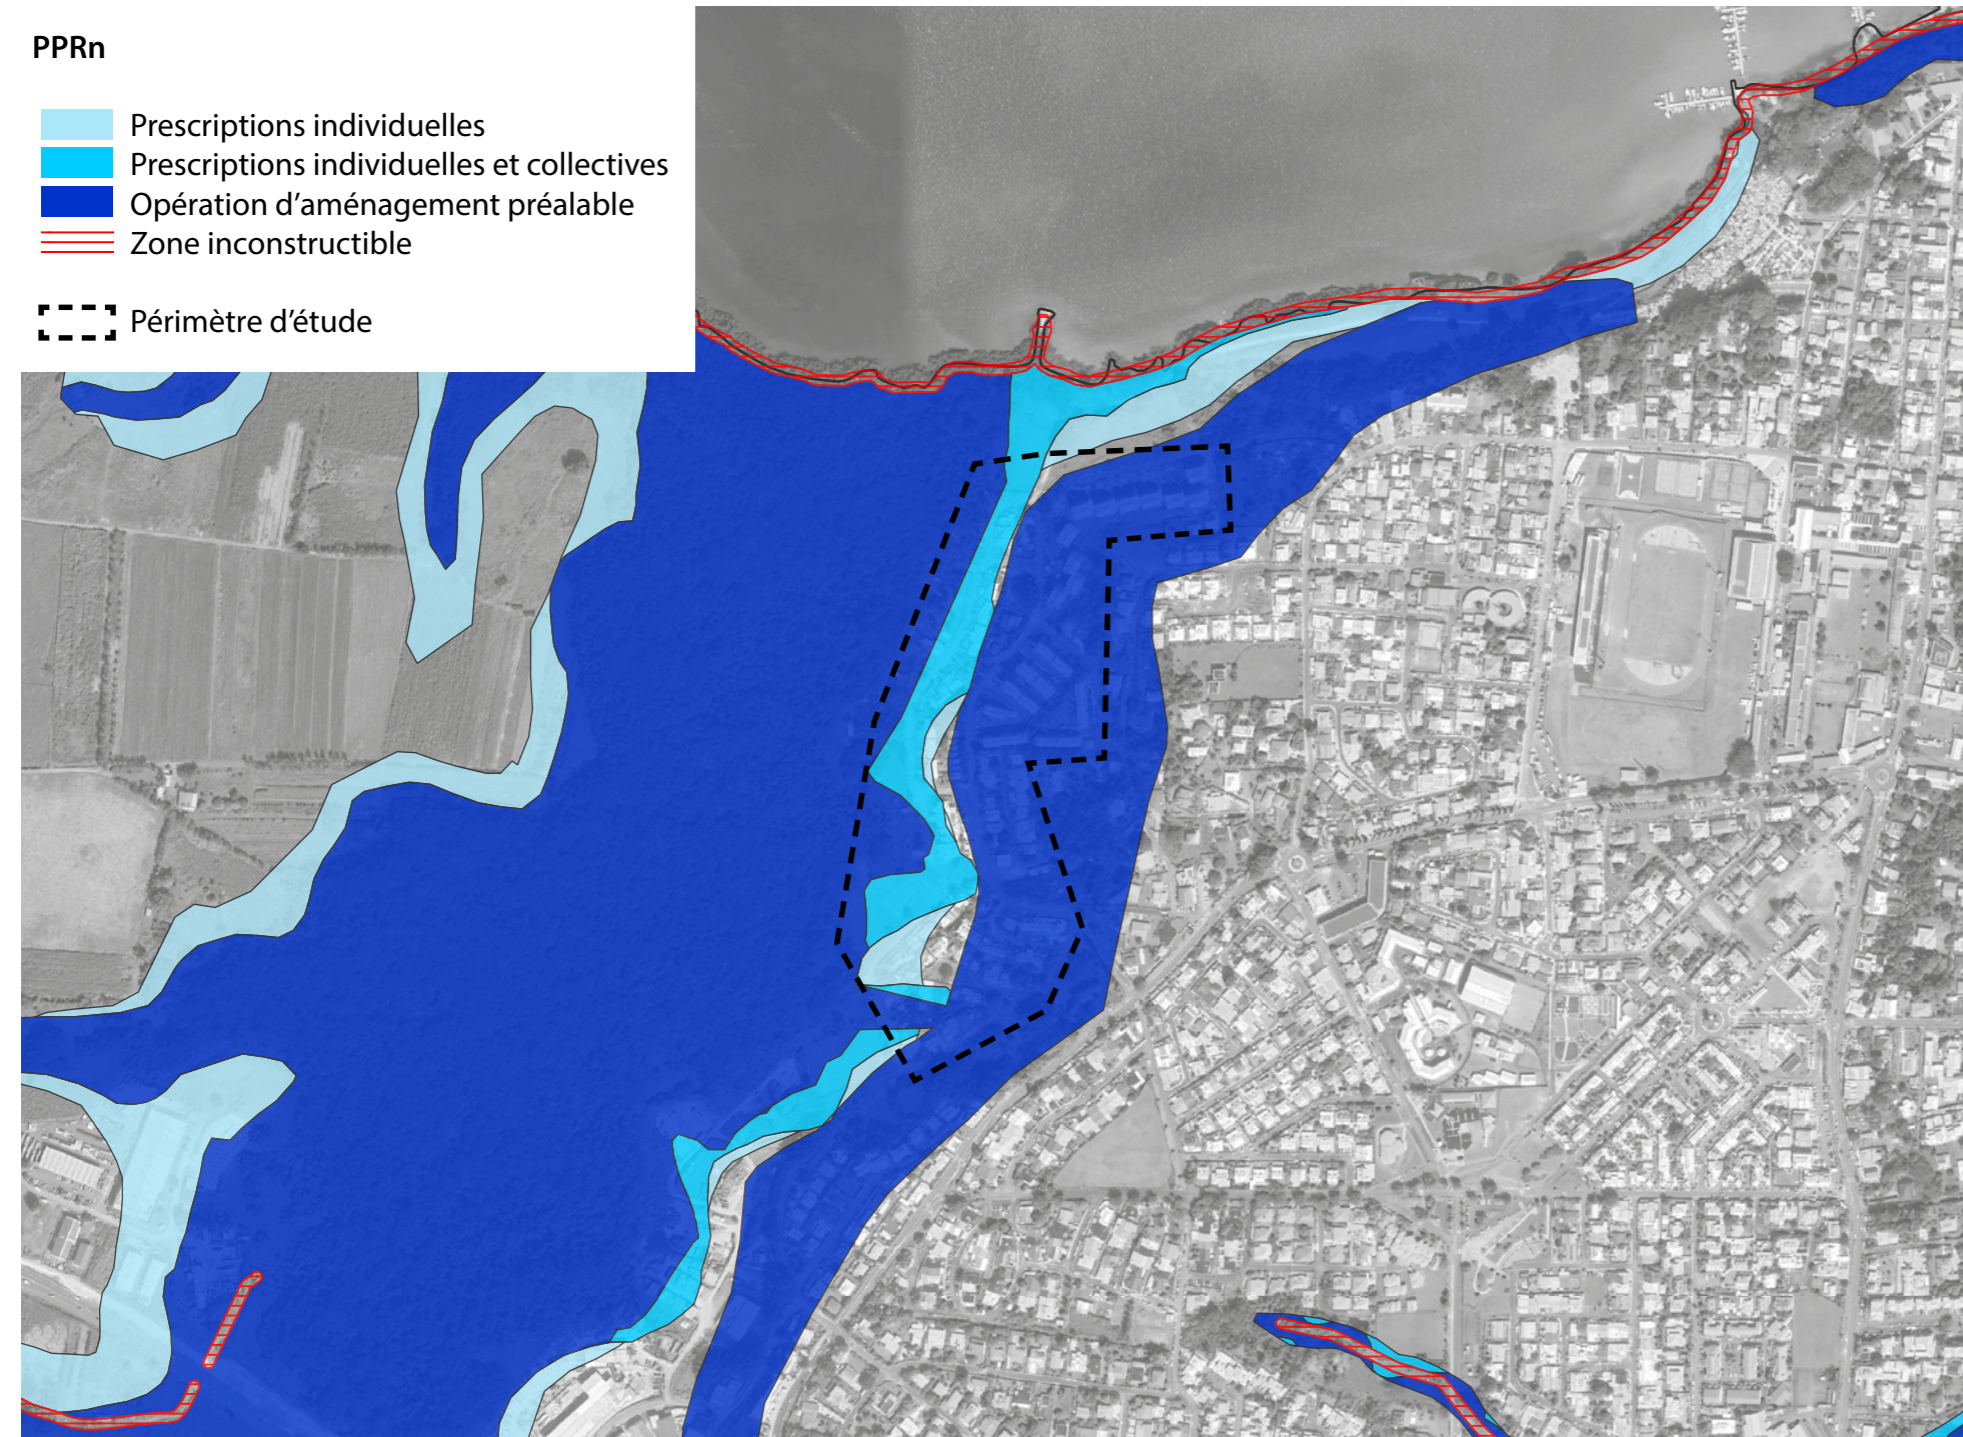 PPRn
Prescriptions individuelles
Prescriptions individuelles et collectives
Opération d’aménagement préalable
Zone inconstructible
Périmètre d’étude